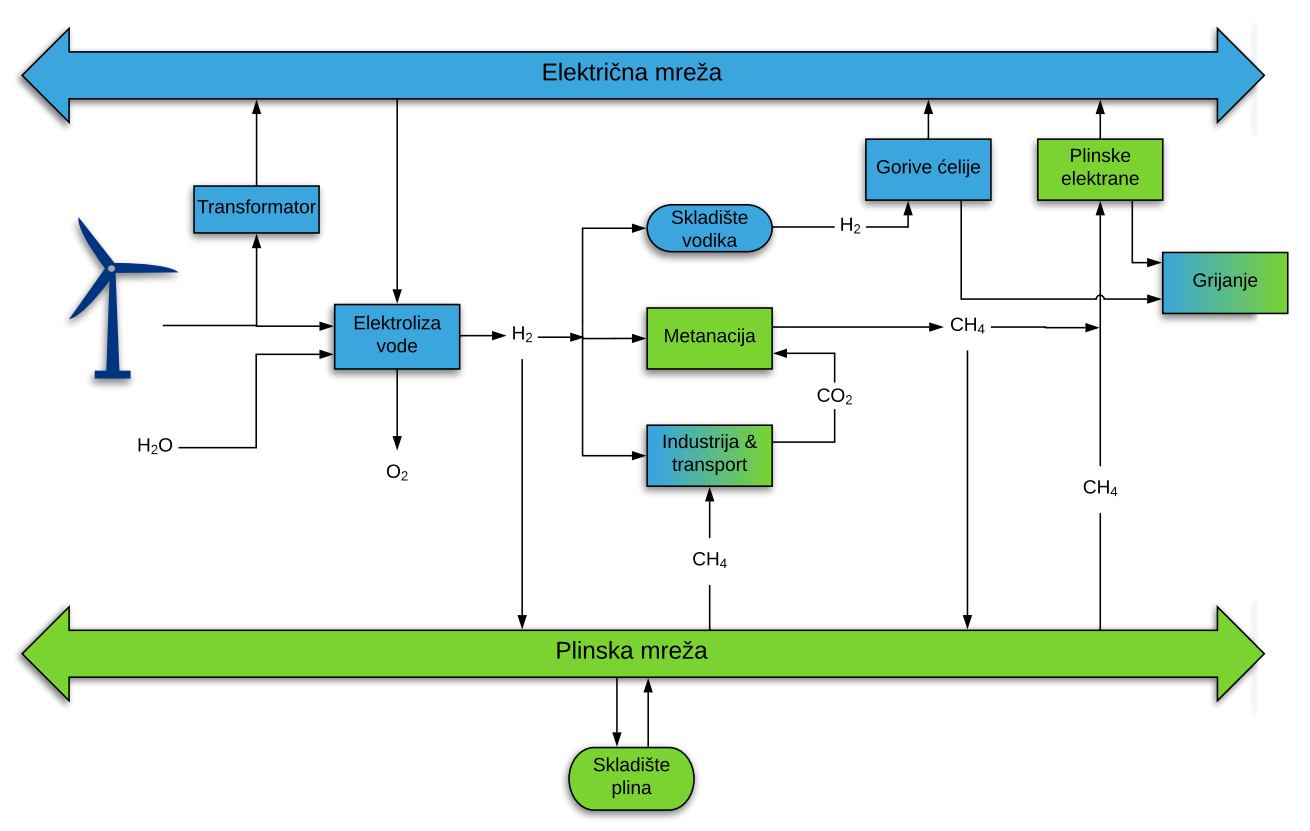 Električna mreža
Transformator
Gorive ćelije
Plinske
elektrane
Skladište
vodika
H₂
Grijanje
Elektroliza
vode
H₂
Metanacija
CH₄
CO₂
H₂O
O₂
Industrija &
transport
CH₄
CH₄
Plinska mreža
Skladište
plina